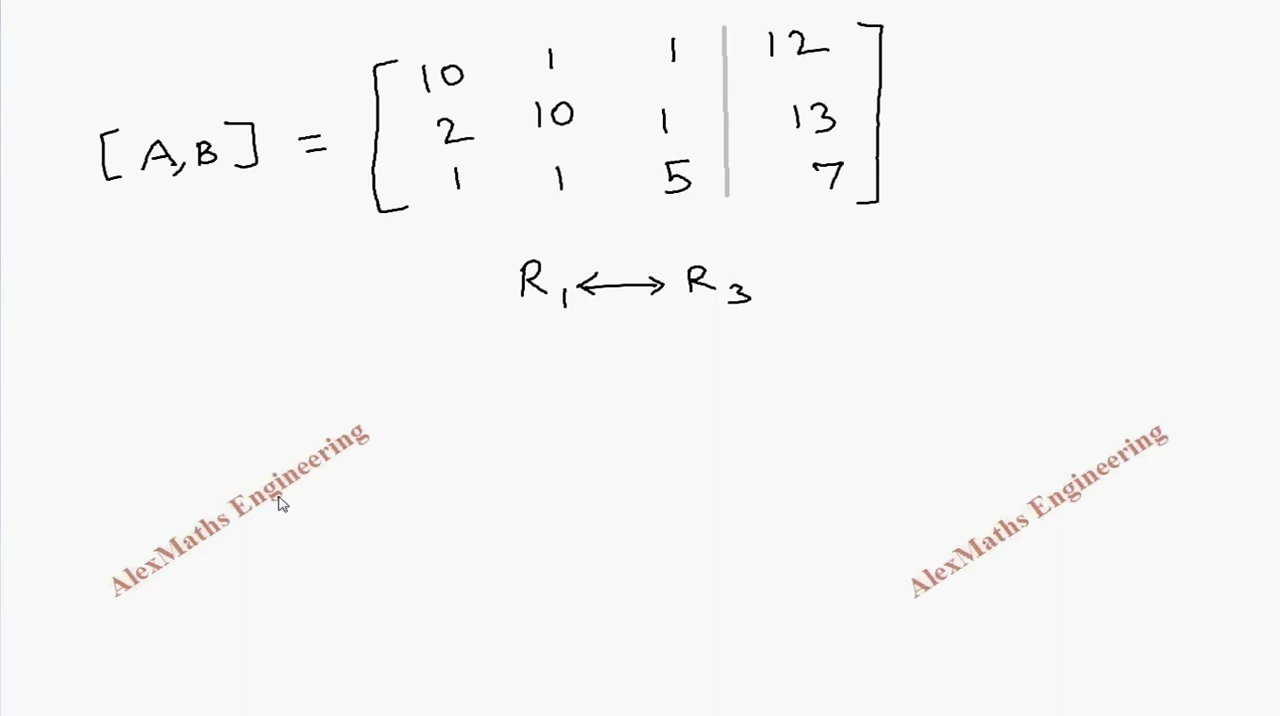 10 1 1 | 12
[A,B] = 2 10 1 | 13
1 1 5 | 7
R1 ↔ R3
AlexMaths Engineering
AlexMaths Engineering